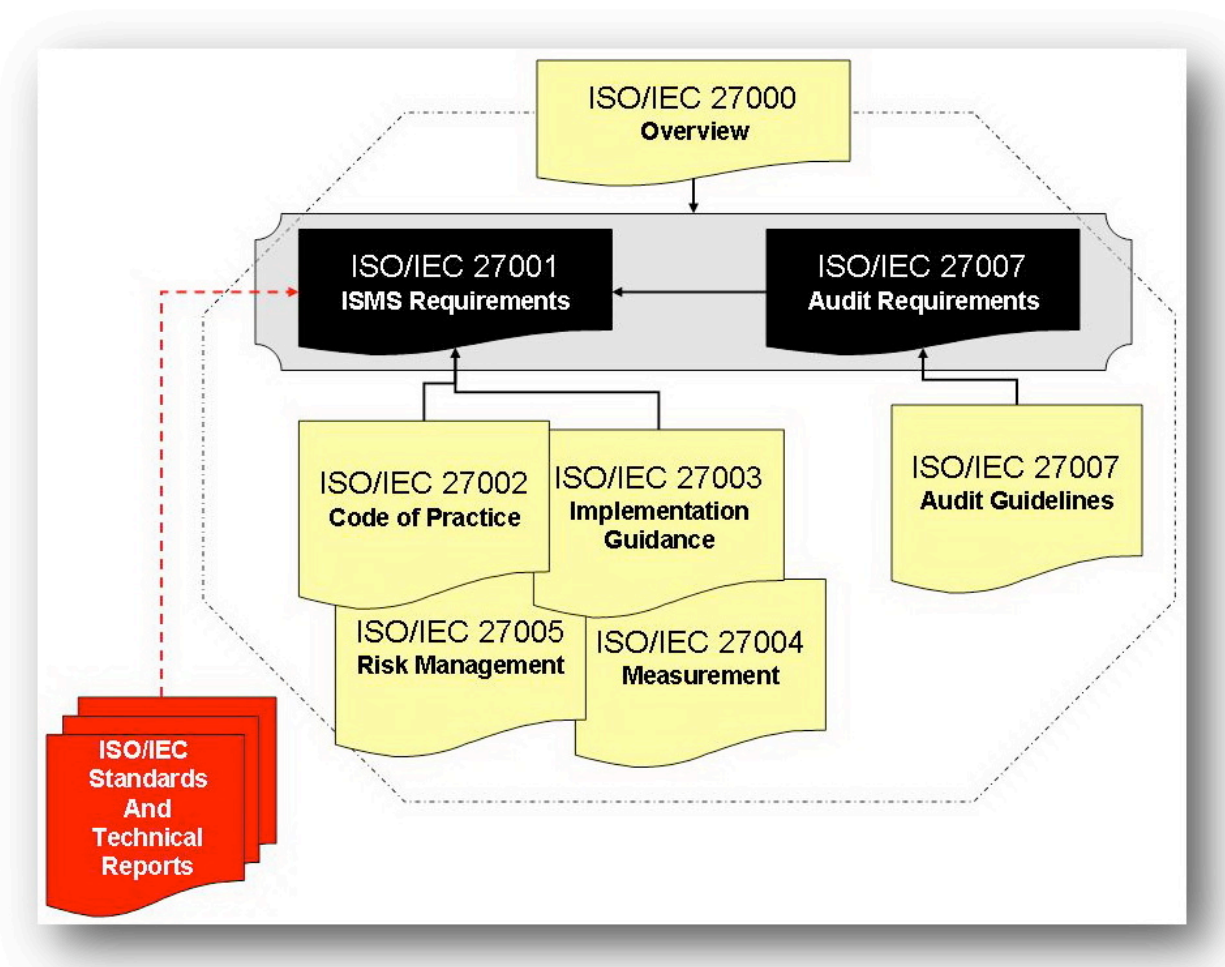 ISO/IEC 27000
Overview
ISO/IEC 27001
ISMS Requirements
ISO/IEC 27007
Audit Requirements
ISO/IEC 27002
Code of Practice
ISO/IEC 27003
Implementation
Guidance
ISO/IEC 27007
Audit Guidelines
ISO/IEC 27005
Risk Management
ISO/IEC 27004
Measurement
ISO/IEC
Standards
And
Technical
Reports